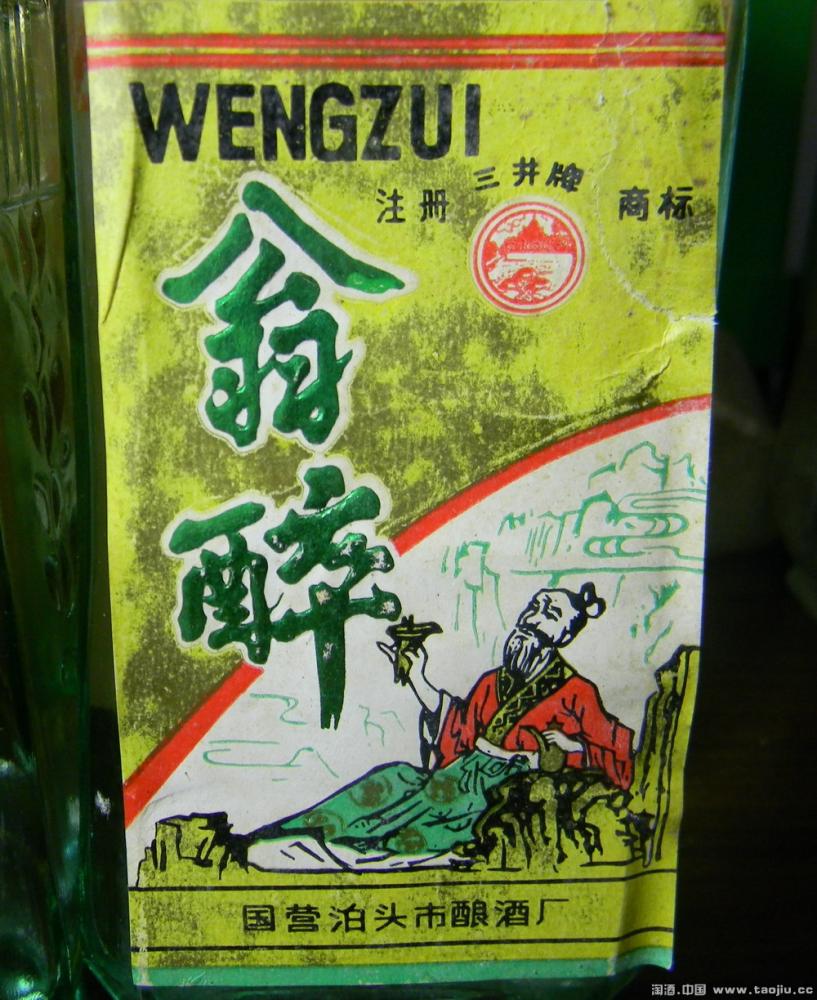 WENGZUI
三井牌
注册 商标
翁
醉
国营泊头市酿酒厂
淘酒.中国 www.taojiu.cc